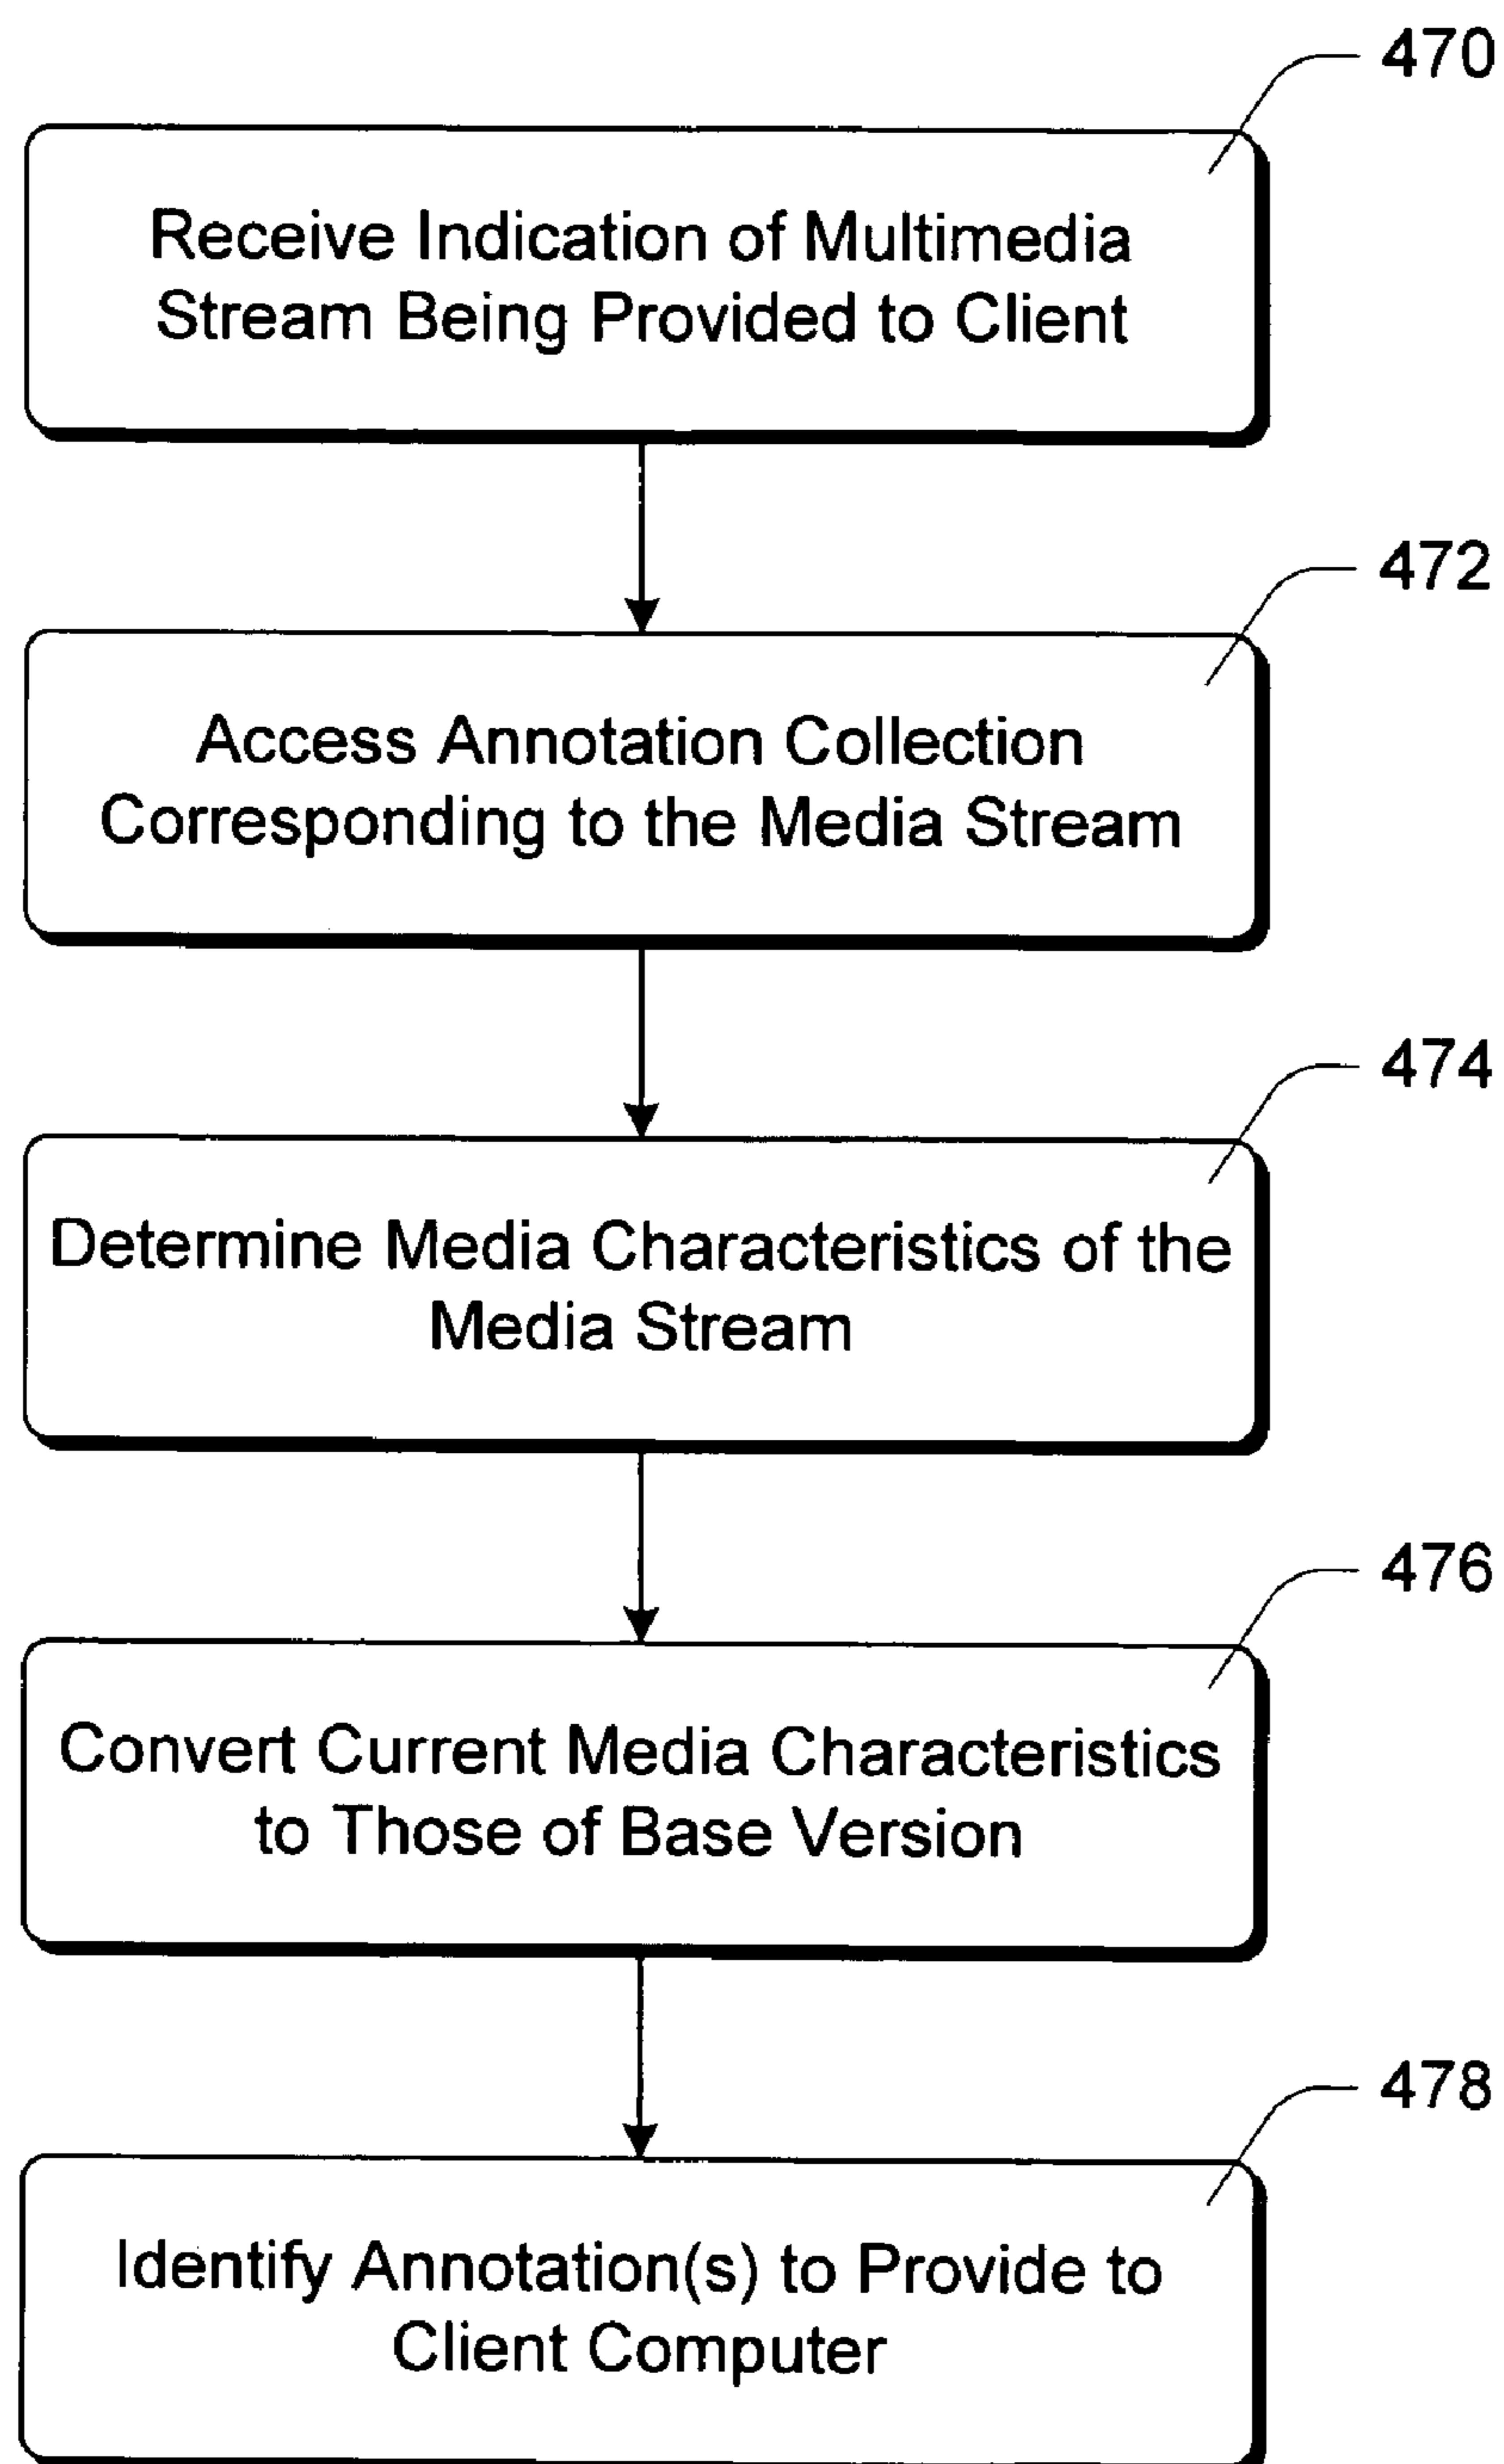 470
Receive Indication of Multimedia
Stream Being Provided to Client
472
Access Annotation Collection
Corresponding to the Media Stream
474
Determine Media Characteristics of the
Media Stream
476
Convert Current Media Characteristics
to Those of Base Version
478
Identify Annotation(s) to Provide to
Client Computer